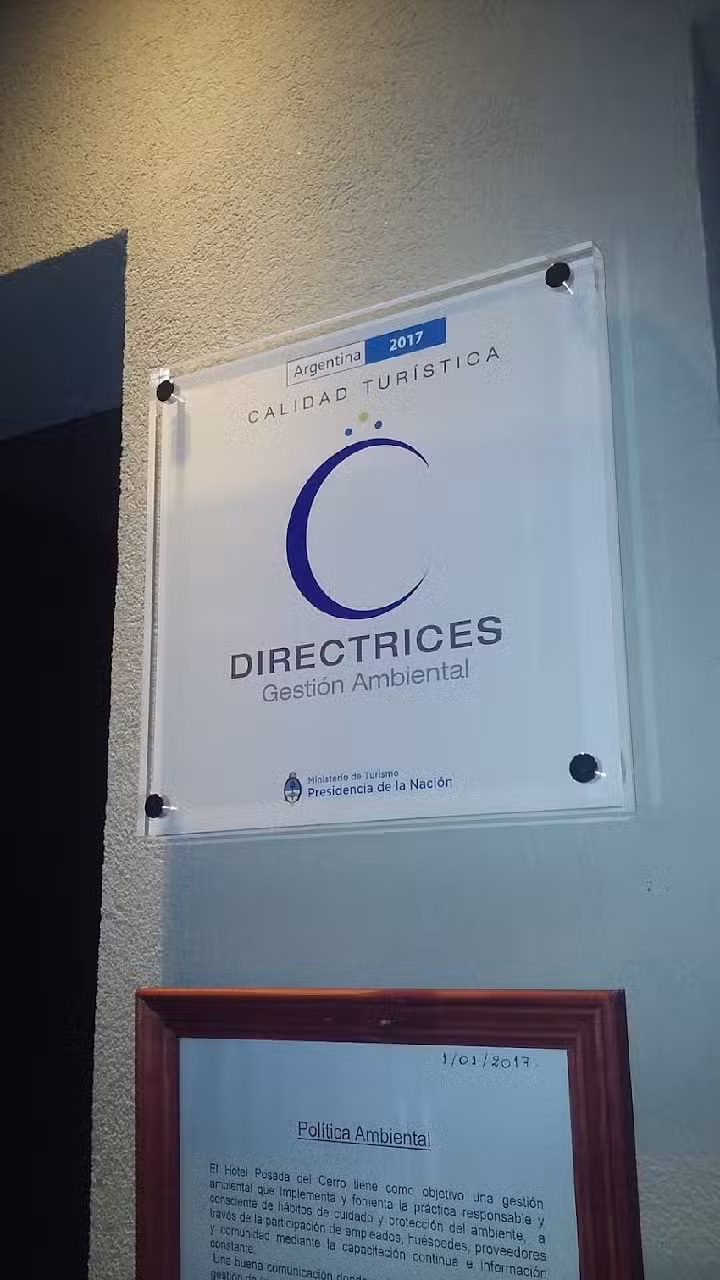 Argentina 2017
CALIDAD TURÍSTICA
DIRECTRICES
Gestión Ambiental
Ministerio de Turismo
Presidencia de la Nación
1/01/2017
Política Ambiental
El Hotel Posada del Cerro tiene como objetivo una gestión
ambiental que implementa y fomenta la práctica responsable y
consciente de hábitos de cuidado y protección del ambiente, a
través de la participación de empleados, huéspedes, proveedores
y comunidad mediante la capacitación continua e información
constante.
Una buena comunicación